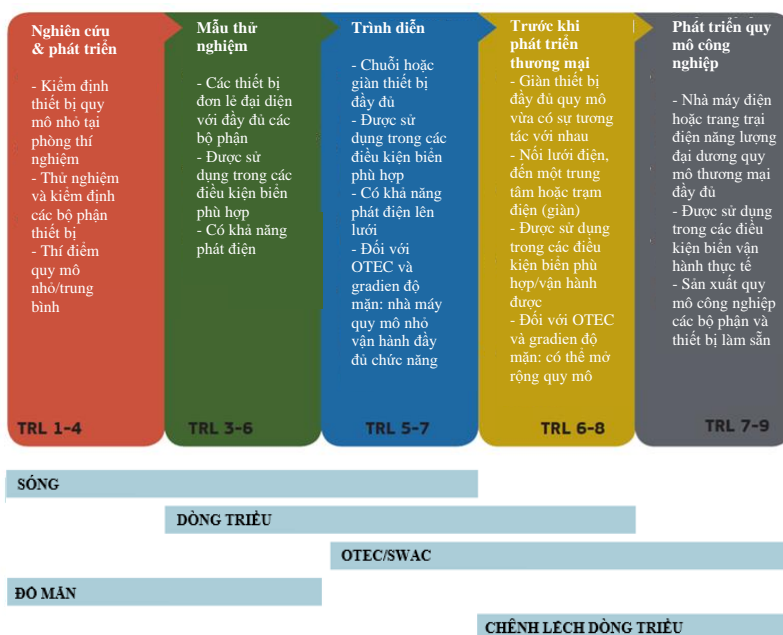 Nghiên cứu
& phát triển
- Kiểm định
thiết bị quy
mô nhỏ tại
phòng thí
nghiệm
- Thử nghiệm
và kiểm định
các bộ phận
thiết bị
- Thí điểm
quy mô
nhỏ/trung
bình
TRL 1-4
Mẫu thử
nghiệm
- Các thiết bị
đơn lẻ đại diện
với đầy đủ các
bộ phận
- Được sử
dụng trong các
điều kiện biển
phù hợp
- Có khả năng
phát điện
TRL 3-6
Trình diễn
- Chuỗi hoặc
giàn thiết bị
đầy đủ
- Được sử
dụng trong các
điều kiện biển
phù hợp
- Có khả năng
phát điện lên
lưới
- Đối với
OTEC và
gradien độ
mặn: nhà máy
quy mô nhỏ
vận hành đầy
đủ chức năng
TRL 5-7
Trước khi
phát triển
thương mại
- Giàn thiết bị
đầy đủ quy mô
vừa có sự tương
tác với nhau
- Nối lưới điện,
đến một trung
tâm hoặc trạm
điện (giàn)
- Được sử dụng
trong các điều
kiện biển phù
hợp/vận hành
được
- Đối với OTEC
và gradien độ
mặn: có thể mở
rộng quy mô
TRL 6-8
Phát triển quy
mô công
nghiệp
- Nhà máy điện
hoặc trang trại
điện năng lượng
đại dương quy
mô thương mại
đầy đủ
- Được sử dụng
trong các điều
kiện biển vận
hành thực tế
- Sản xuất quy
mô công nghiệp
các bộ phận và
thiết bị làm sẵn
TRL 7-9
SÓNG
DÒNG TRIỀU
OTEC/SWAC
ĐỘ MẶN
CHÊNH LỆCH DÒNG TRIỀU